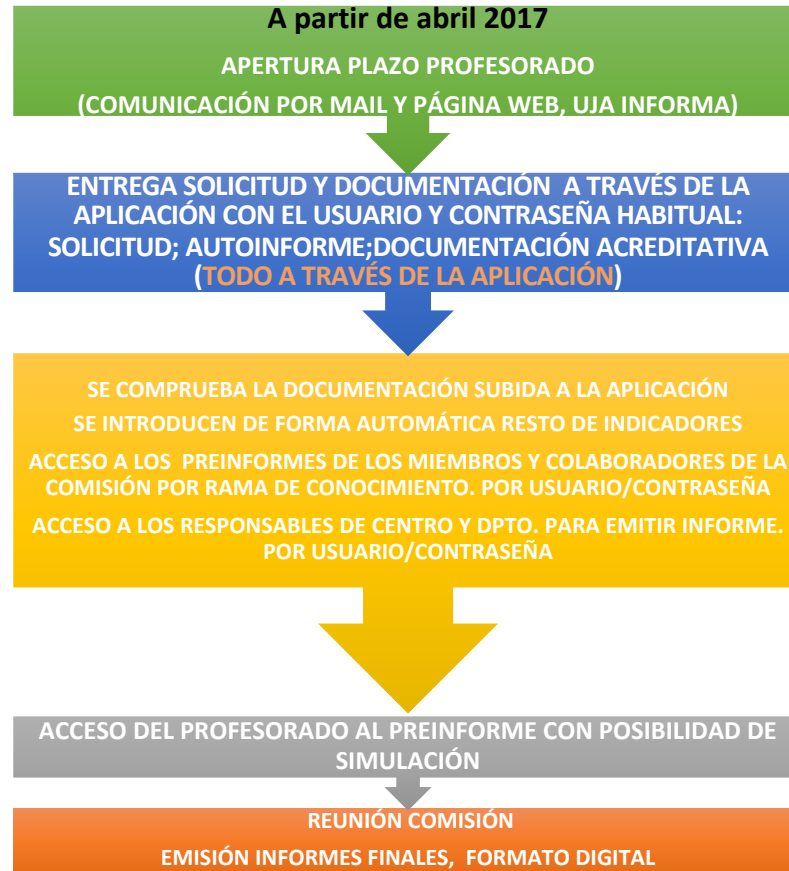 A partir de abril 2017
APERTURA PLAZO PROFESORADO
(COMUNICACIÓN POR MAIL Y PÁGINA WEB, UJA INFORMA)
ENTREGA SOLICITUD Y DOCUMENTACIÓN A TRAVÉS DE LA
APLICACIÓN CON EL USUARIO Y CONTRASEÑA HABITUAL:
SOLICITUD; AUTOINFORME;DOCUMENTACIÓN ACREDITATIVA
(TODO A TRAVÉS DE LA APLICACIÓN)
SE COMPRUEBA LA DOCUMENTACIÓN SUBIDA A LA APLICACIÓN
SE INTRODUCEN DE FORMA AUTOMÁTICA RESTO DE INDICADORES
ACCESO A LOS PREINFORMES DE LOS MIEMBROS Y COLABORADORES DE LA
COMISIÓN POR RAMA DE CONOCIMIENTO. POR USUARIO/CONTRASEÑA
ACCESO A LOS RESPONSABLES DE CENTRO Y DPTO. PARA EMITIR INFORME.
POR USUARIO/CONTRASEÑA
ACCESO DEL PROFESORADO AL PREINFORME CON POSIBILIDAD DE
SIMULACIÓN
REUNIÓN COMISIÓN
EMISIÓN INFORMES FINALES, FORMATO DIGITAL